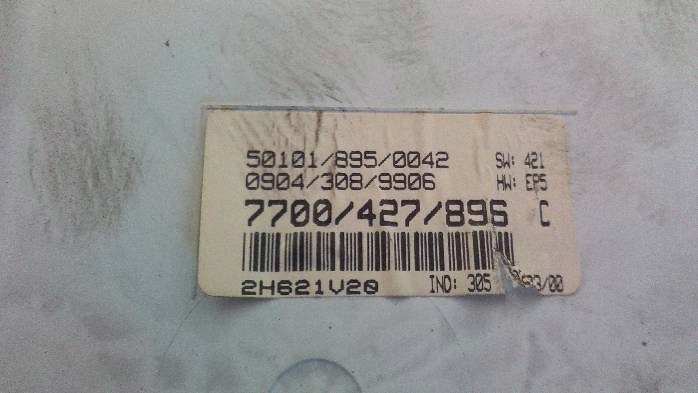 50101/895/0042 SW: 421
0904/308/9906 HW: EP5
7700/427/896 C
2H621V20 IND: 305